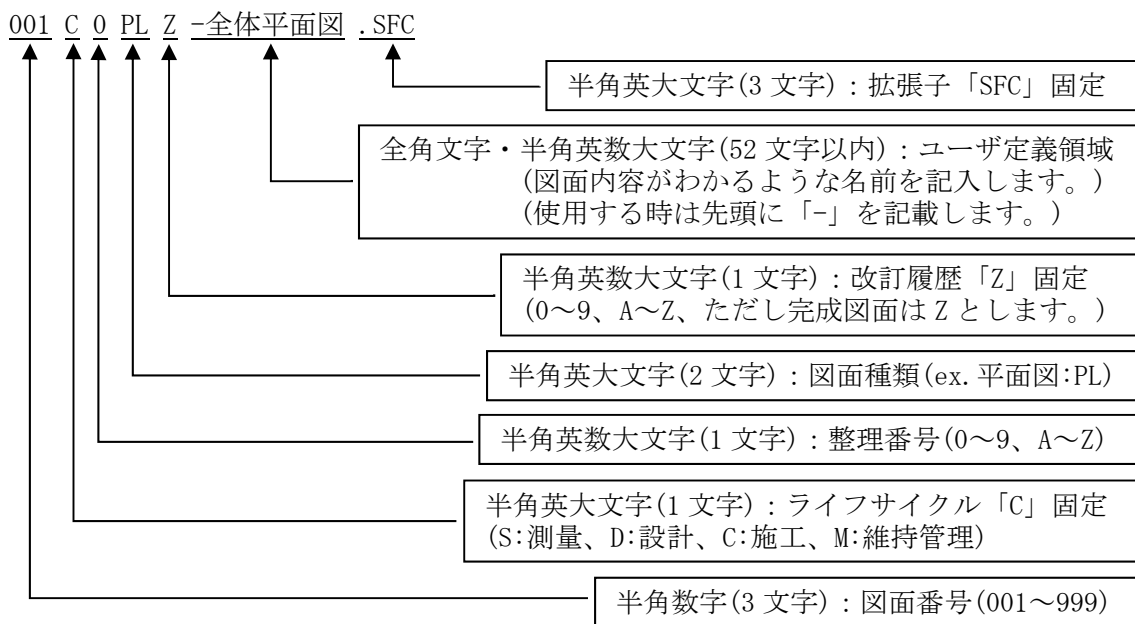 001 C 0 PL Z -全体平面図 .SFC
半角英大文字(3 文字)：拡張子「SFC」固定
全角文字・半角英数大文字(52 文字以内)：ユーザ定義領域
(図面内容がわかるような名前を記入します。)
(使用する時は先頭に「-」を記載します。)
半角英数大文字(1 文字)：改訂履歴「Z」固定
(0～9、A～Z、ただし完成図面は Z とします。)
半角英大文字(2 文字)：図面種類(ex.平面図:PL)
半角英数大文字(1 文字)：整理番号(0～9、A～Z)
半角英大文字(1 文字)：ライフサイクル「C」固定
(S:測量、D:設計、C:施工、M:維持管理)
半角数字(3 文字)：図面番号(001～999)